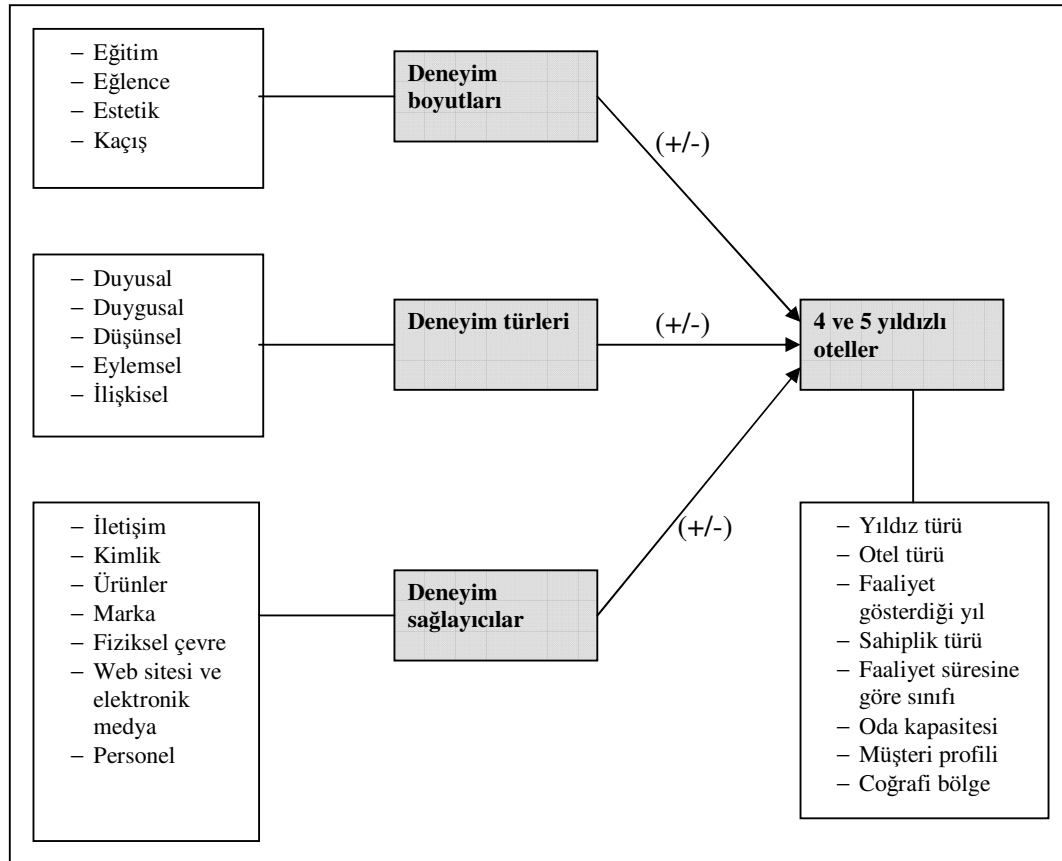 – Eğitim
– Eğlence
– Estetik
– Kaçış
Deneyim
boyutları
(+/-)
– Duyusal
– Duygusal
– Düşünsel
– Eylemsel
– İlişkisel
Deneyim türleri
(+/-)
4 ve 5 yıldızlı
oteller
– İletişim
– Kimlik
– Ürünler
– Marka
– Fiziksel çevre
– Web sitesi ve
elektronik
medya
– Personel
Deneyim
sağlayıcılar
(+/-)
– Yıldız türü
– Otel türü
– Faaliyet
gösterdiği yıl
– Sahiplik türü
– Faaliyet süresine
göre sınıfı
– Oda kapasitesi
– Müşteri profili
– Coğrafi bölge